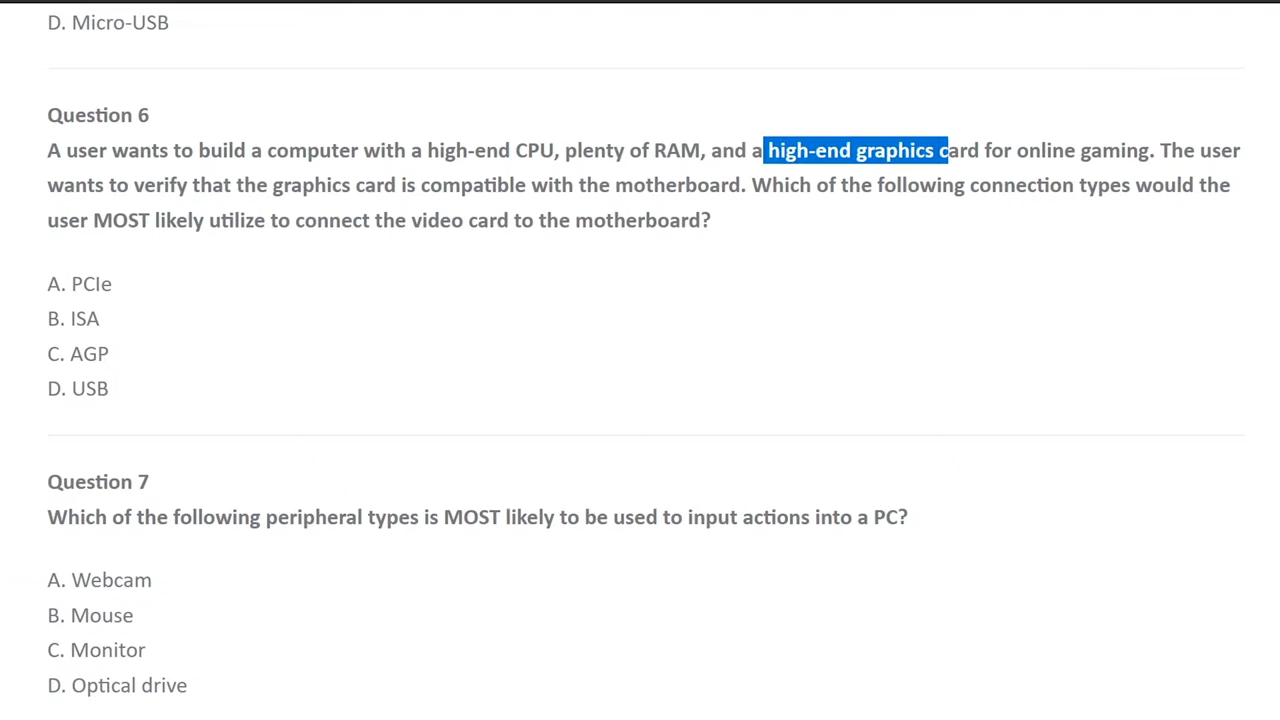 D. Micro-USB
Question 6
A user wants to build a computer with a high-end CPU, plenty of RAM, and a high-end graphics card for online gaming. The user
wants to verify that the graphics card is compatible with the motherboard. Which of the following connection types would the
user MOST likely utilize to connect the video card to the motherboard?
A. PCIe
B. ISA
C. AGP
D. USB
Question 7
Which of the following peripheral types is MOST likely to be used to input actions into a PC?
A. Webcam
B. Mouse
C. Monitor
D. Optical drive